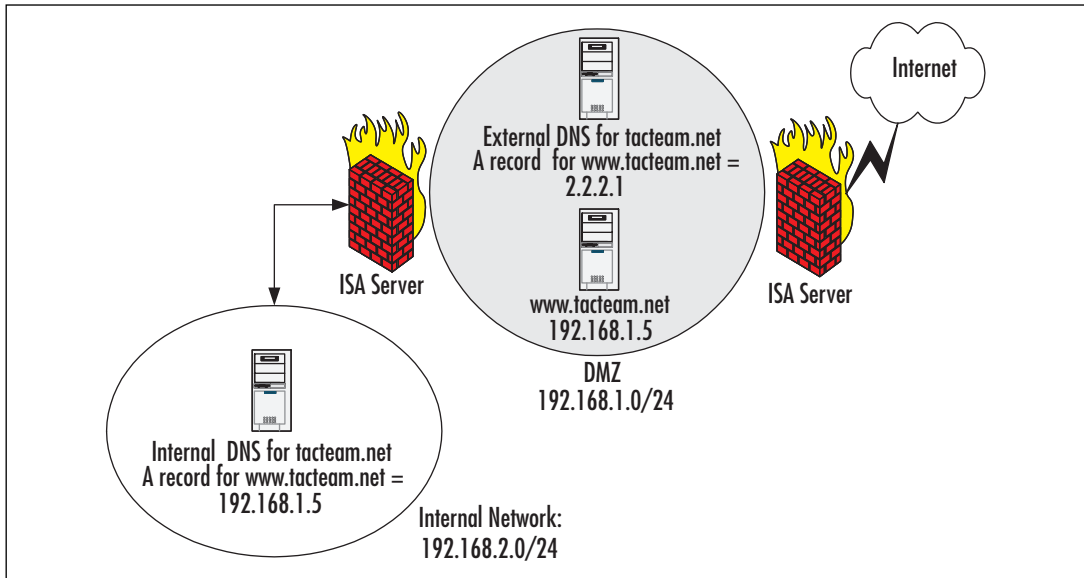 Internet
External DNS for tacteam.net
A record for www.tacteam.net =
2.2.2.1
ISA Server
www.tacteam.net
192.168.1.5
ISA Server
DMZ
192.168.1.0/24
Internal DNS for tacteam.net
A record for www.tacteam.net =
192.168.1.5
Internal Network:
192.168.2.0/24